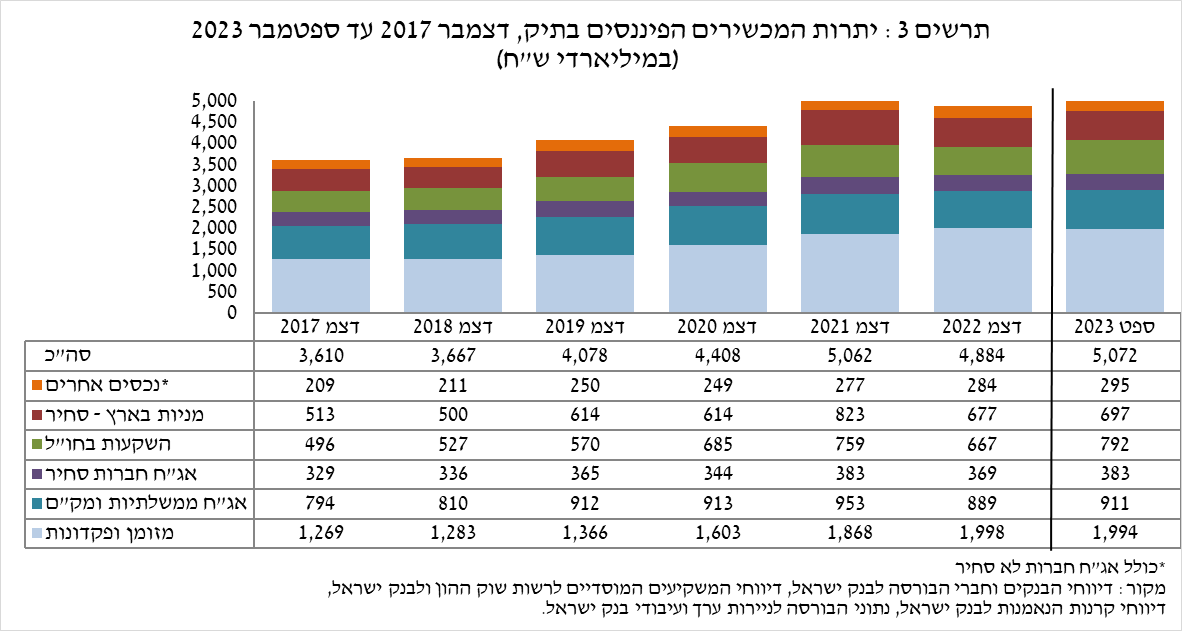 תרשים 3 : יתרות המכשירים הפיננסים בתיק, דצמבר 2017 עד ספטמבר 2023
(במיליארדי ש"ח)
5,000
4,500
4,000
3,500
3,000
2,500
2,000
1,500
1,000
500
0
דצמ 2017 דצמ 2018 דצמ 2019 דצמ 2020 דצמ 2021 דצמ 2022 ספט 2023
סה"כ 3,610 3,667 4,078 4,408 5,062 4,884 5,072
נכסים אחרים* 209 211 250 249 277 284 295
מניות בארץ - סחיר 513 500 614 614 823 677 697
השקעות בחו"ל 496 527 570 685 759 667 792
אג"ח חברות סחיר 329 336 365 344 383 369 383
אג"ח ממשלתיות ומק"ם 794 810 912 913 953 889 911
מזומן ופקדונות 1,269 1,283 1,366 1,603 1,868 1,998 1,994
*כולל אג"ח חברות לא סחיר
מקור : דיווחי הבנקים וחברי הבורסה לבנק ישראל, דיווחי המשקיעים המוסדיים לרשות שוק ההון ולבנק ישראל,
דיווחי קרנות הנאמנות לבנק ישראל, נתוני הבורסה לניירות ערך ועיבודי בנק ישראל.